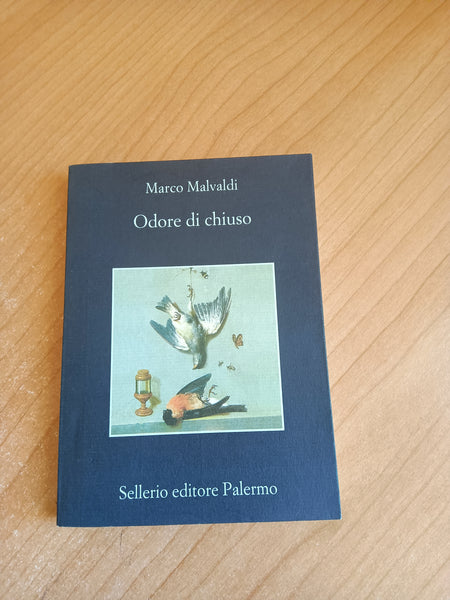 Marco Malvaldi
Odore di chiuso
Sellerio editore Palermo